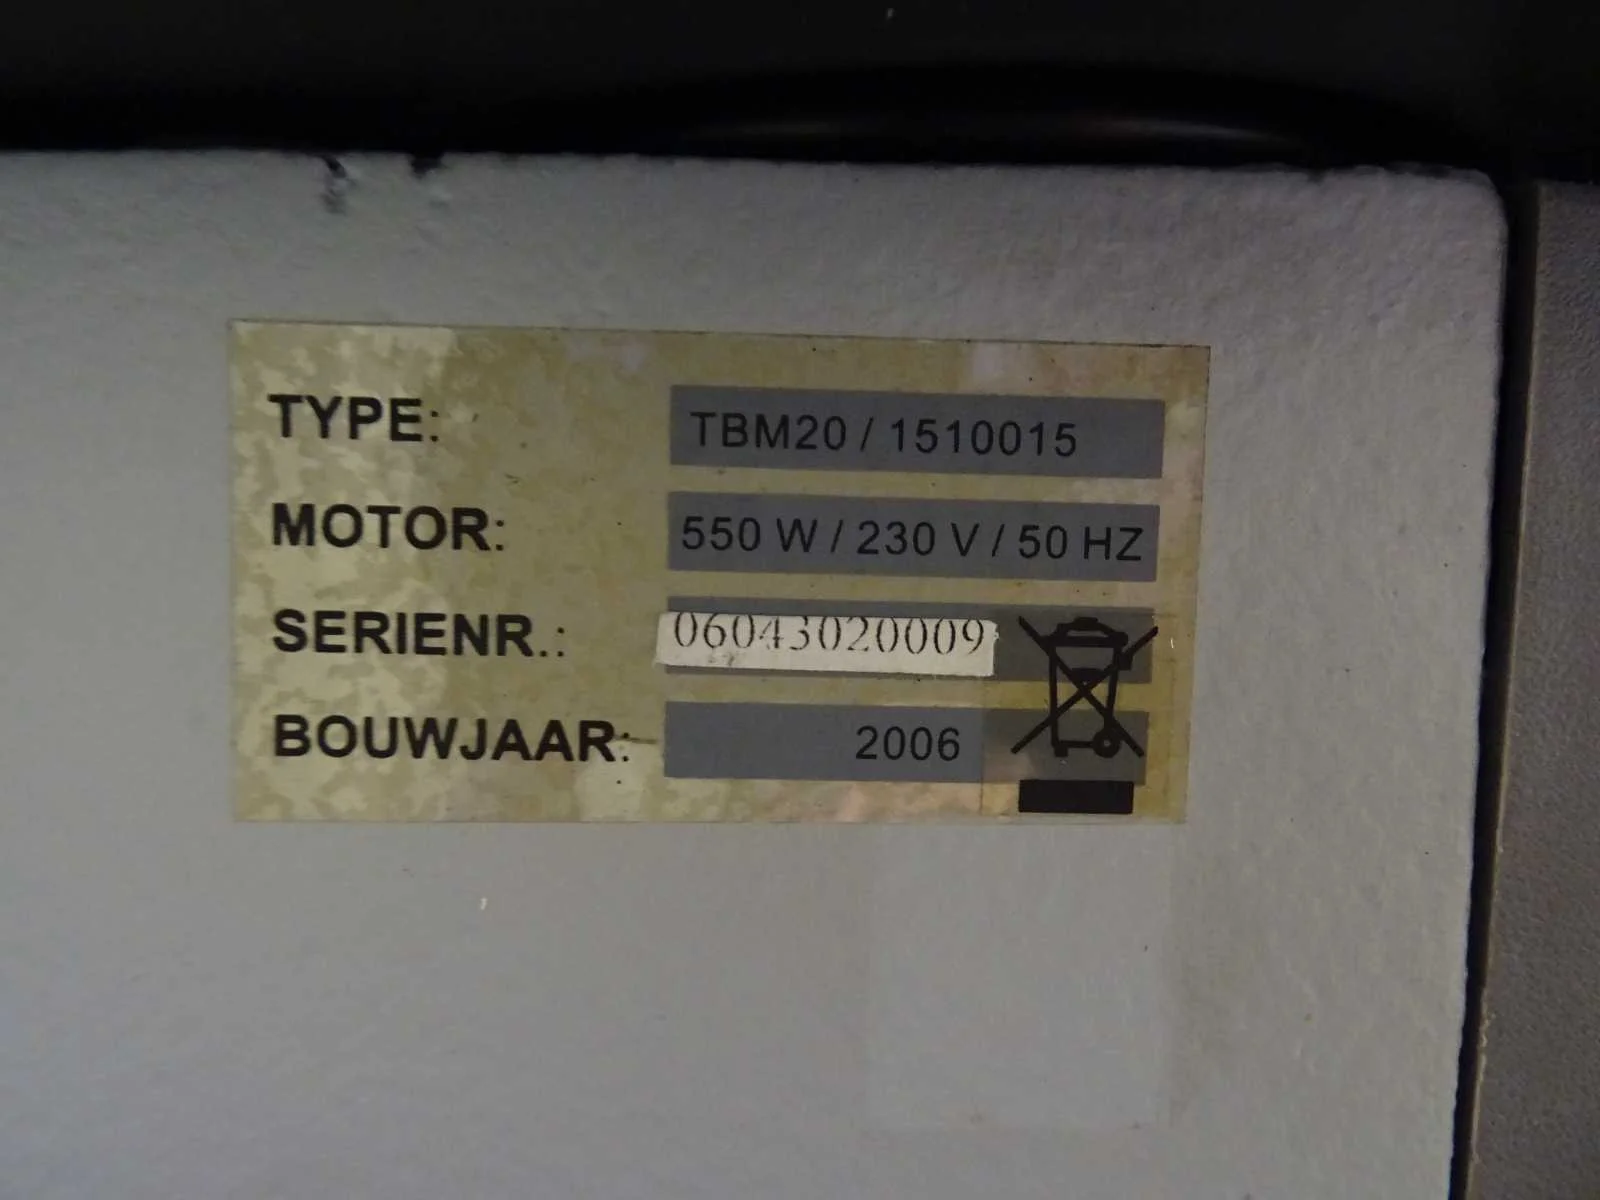 TYPE: TBM20 / 1510015
MOTOR: 550 W / 230 V / 50 HZ
SERIENR.: 06043020009
BOUWJAAR: 2006